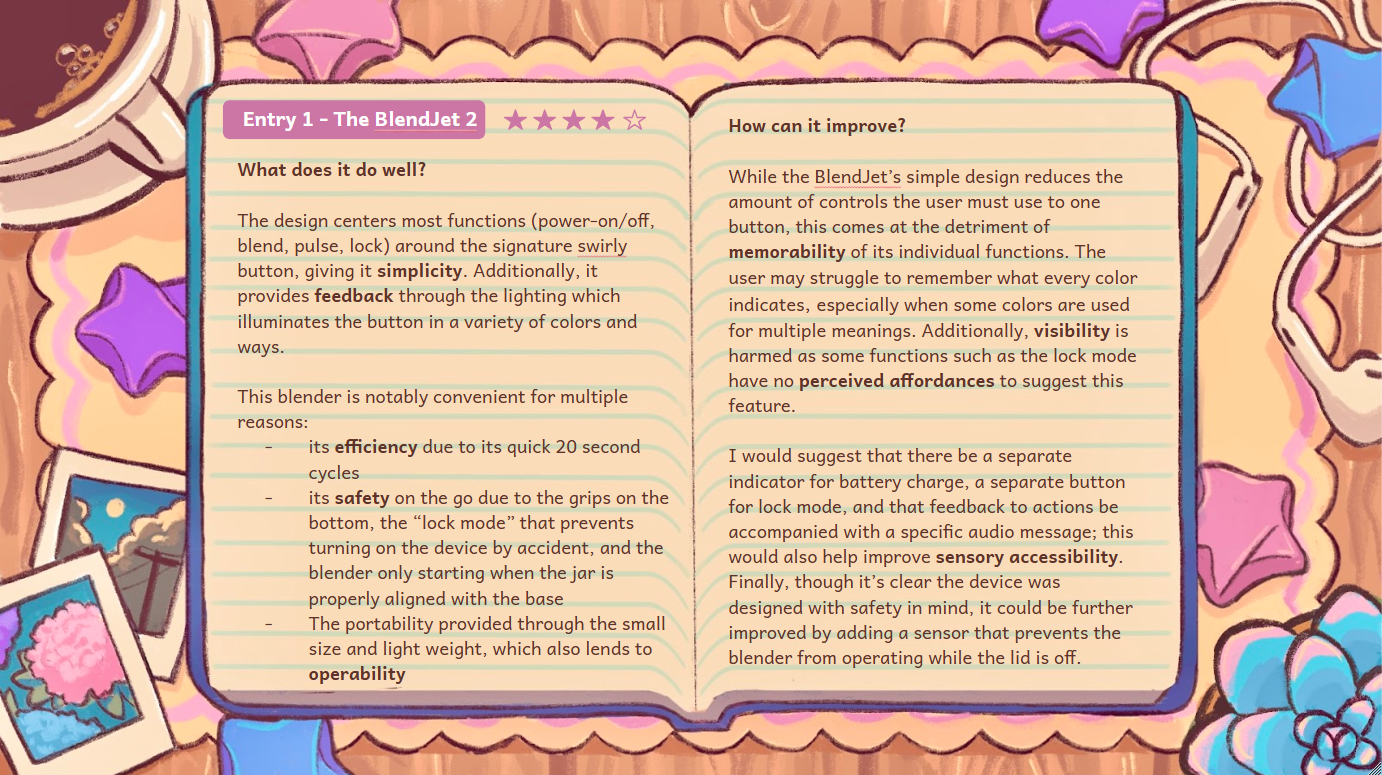 Entry 1 - The BlendJet 2 ★★★★☆
What does it do well?
The design centers most functions (power-on/off,
blend, pulse, lock) around the signature swirly
button, giving it simplicity. Additionally, it
provides feedback through the lighting which
illuminates the button in a variety of colors and
ways.
This blender is notably convenient for multiple
reasons:
- its efficiency due to its quick 20 second
cycles
- its safety on the go due to the grips on the
bottom, the “lock mode” that prevents
turning on the device by accident, and the
blender only starting when the jar is
properly aligned with the base
- The portability provided through the small
size and light weight, which also lends to
operability
How can it improve?
While the BlendJet’s simple design reduces the
amount of controls the user must use to one
button, this comes at the detriment of
memorability of its individual functions. The
user may struggle to remember what every color
indicates, especially when some colors are used
for multiple meanings. Additionally, visibility is
harmed as some functions such as the lock mode
have no perceived affordances to suggest this
feature.
I would suggest that there be a separate
indicator for battery charge, a separate button
for lock mode, and that feedback to actions be
accompanied with a specific audio message; this
would also help improve sensory accessibility.
Finally, though it’s clear the device was
designed with safety in mind, it could be further
improved by adding a sensor that prevents the
blender from operating while the lid is off.